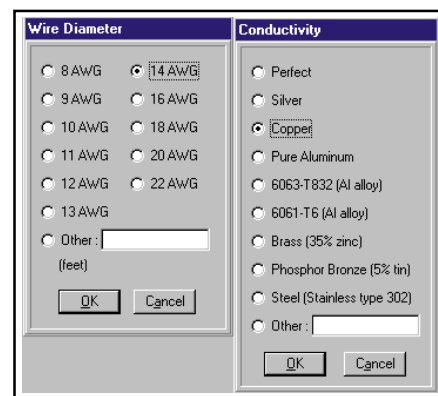 Wire Diameter
8 AWG
14 AWG
9 AWG
16 AWG
10 AWG
18 AWG
11 AWG
20 AWG
12 AWG
22 AWG
13 AWG
Other :
(feet)
OK
Cancel
Conductivity
Perfect
Silver
Copper
Pure Aluminum
6063-T832 (Al alloy)
6061-T6 (Al alloy)
Brass (35% zinc)
Phosphor Bronze (5% tin)
Steel (Stainless type 302)
Other :
OK
Cancel